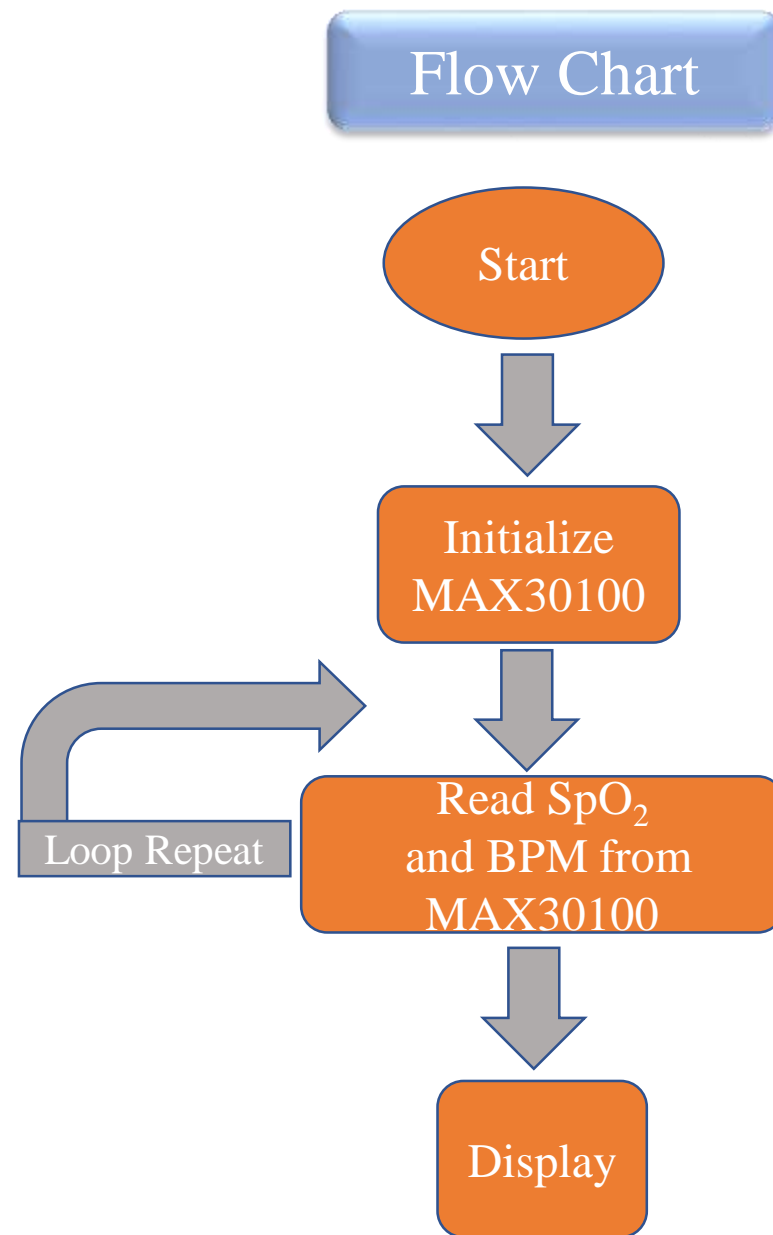 Flow Chart
Start
Initialize
MAX30100
Read SpO₂
and BPM from
MAX30100
Loop Repeat
Display